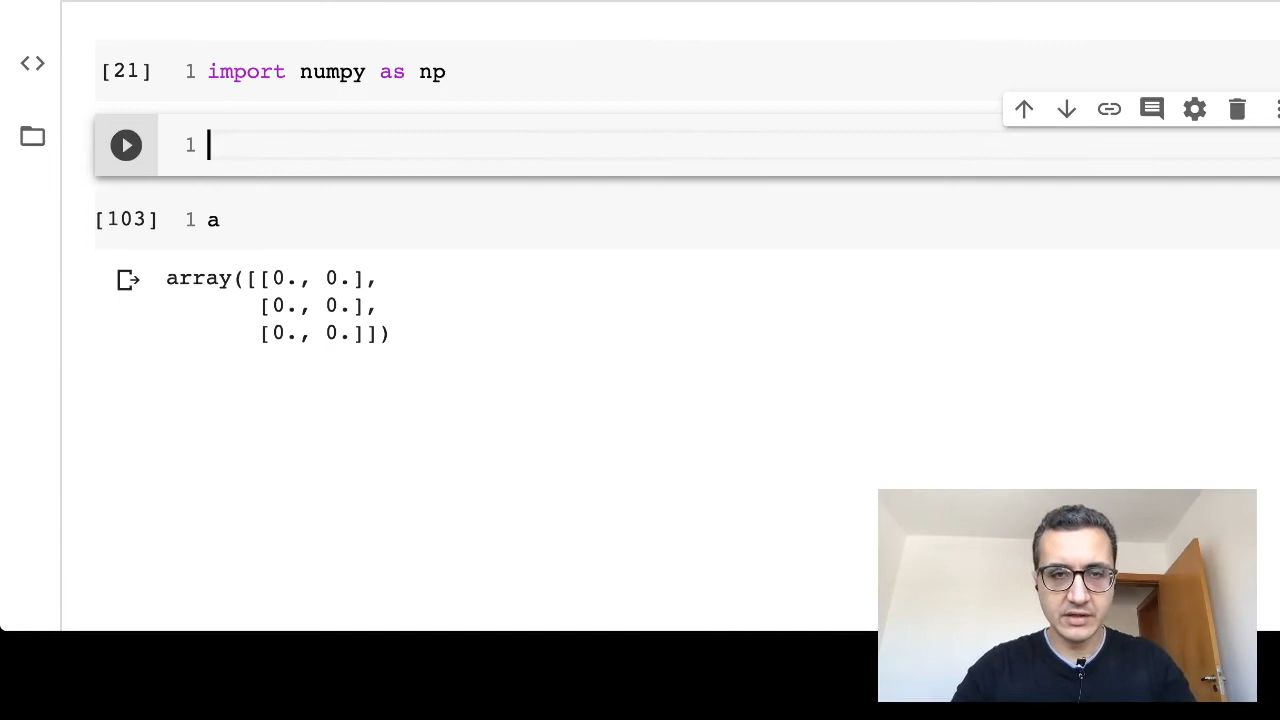 [21] 1 import numpy as np
1
[103] 1 a
array([[0., 0.],
[0., 0.],
[0., 0.]])